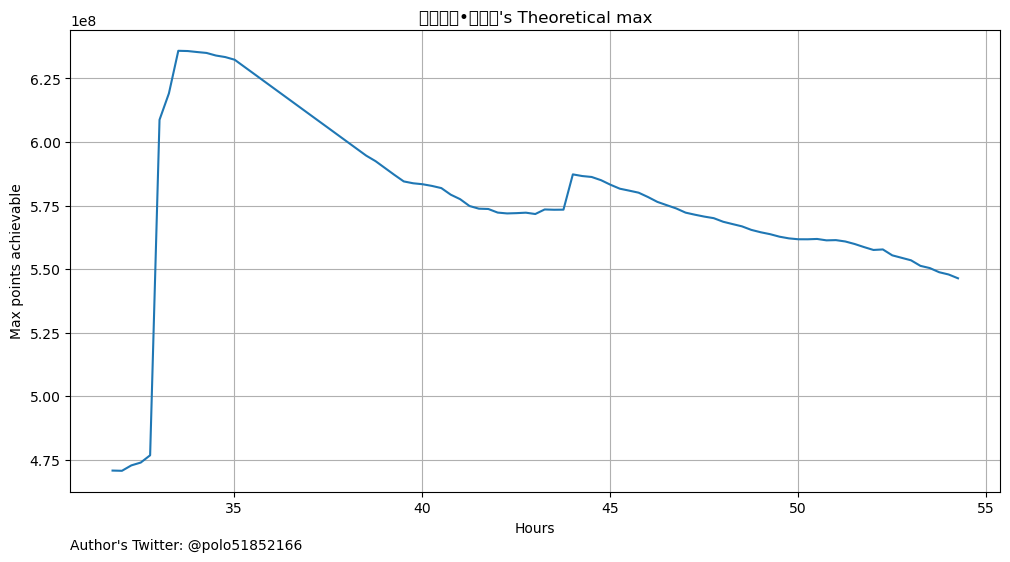 's Theoretical max
1e8
6.25
6.00
5.75
5.50
5.25
5.00
4.75
Max points achievable
35
40
45
50
55
Hours
Author's Twitter: @polo51852166